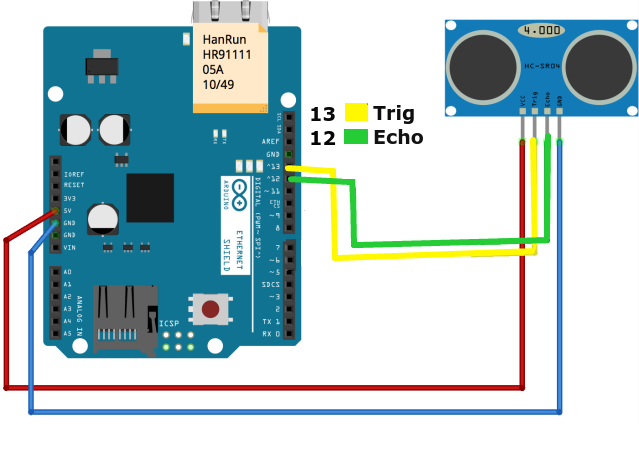 HanRun
HR91111
05A
10/49
4.000
HC-SR04
VCC
Trig
Echo
GND
13 Trig
12 Echo
SCL
SDA
AREF
GND
^13
^12
~11
~9
8
7
~6
~5
SDCS
~3
2
TX 1
RX 0
DIGITAL (PWM~ SPI^)
ARDUINO
ETHERNET
SHIELD
IOREF
RESET
3V3
5V
GND
GND
VIN
A0
A1
A2
A3
A4
A5
ANALOG IN
ICSP